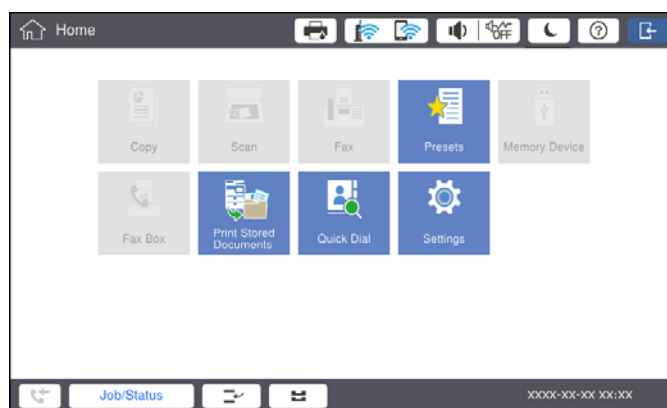 Home
OFF
?
Copy
Scan
Fax
Presets
Memory Device
Fax Box
Print Stored
Documents
Quick Dial
Settings
Job/Status
XXXX-XX-XX XX:XX